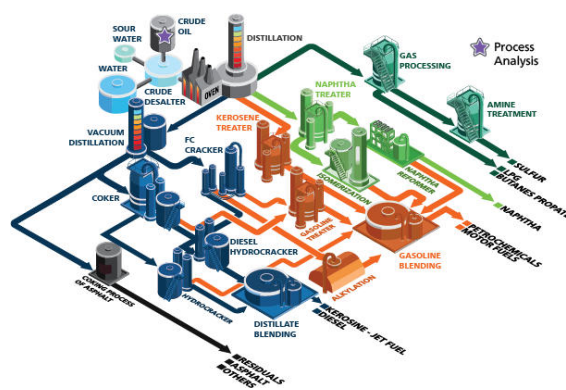 CRUDE
OIL
SOUR
WATER
WATER
CRUDE
DESALTER
OVEN
DISTILLATION
GAS
PROCESSING
Process
Analysis
AMINE
TREATMENT
NAPHTHA
TREATER
KEROSENE
TREATER
VACUUM
DISTILLATION
FC
CRACKER
ISOMERIZATION
NAPHTHA
REFORMER
SULFUR
LPG
BUTANES PROPATE
NAPHTHA
COKER
GASOLINE
TREATER
PETROCHEMICALS
MOTOR FUELS
DIESEL
HYDROCRACKER
GASOLINE
BLENDING
ALKYLATION
HYDROCRACKER
COKING PROCESS
OF ASPHALT
DISTILLATE
BLENDING
KEROSINE - JET FUEL
DIESEL
RESIDUALS
ASPHALT
OTHERS